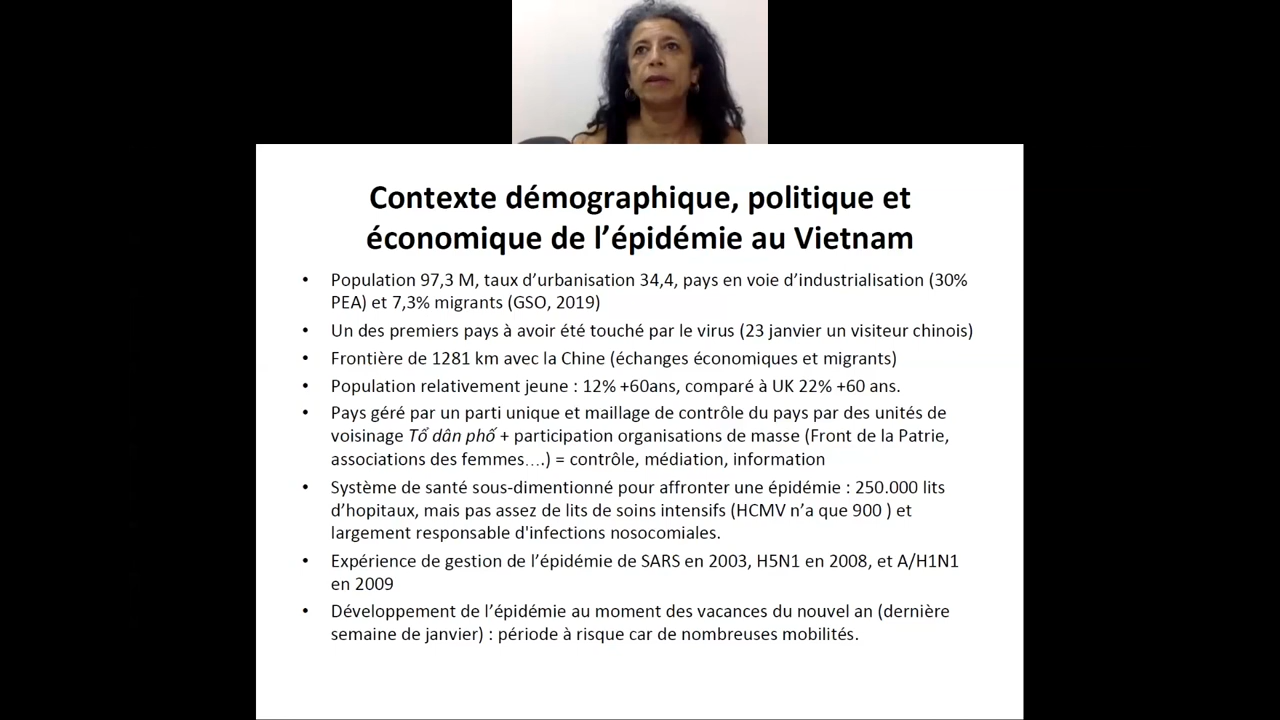 Contexte démographique, politique et
économique de l’épidémie au Vietnam
• Population 97,3 M, taux d’urbanisation 34,4, pays en voie d’industrialisation (30%
PEA) et 7,3% migrants (GSO, 2019)
• Un des premiers pays à avoir été touché par le virus (23 janvier un visiteur chinois)
• Frontière de 1281 km avec la Chine (échanges économiques et migrants)
• Population relativement jeune : 12% +60ans, comparé à UK 22% +60 ans.
• Pays géré par un parti unique et maillage de contrôle du pays par des unités de
voisinage Tổ dân phố + participation organisations de masse (Front de la Patrie,
associations des femmes….) = contrôle, médiation, information
• Système de santé sous-dimentionné pour affronter une épidémie : 250.000 lits
d’hopitaux, mais pas assez de lits de soins intensifs (HCMV n’a que 900 ) et
largement responsable d'infections nosocomiales.
• Expérience de gestion de l’épidémie de SARS en 2003, H5N1 en 2008, et A/H1N1
en 2009
• Développement de l’épidémie au moment des vacances du nouvel an (dernière
semaine de janvier) : période à risque car de nombreuses mobilités.